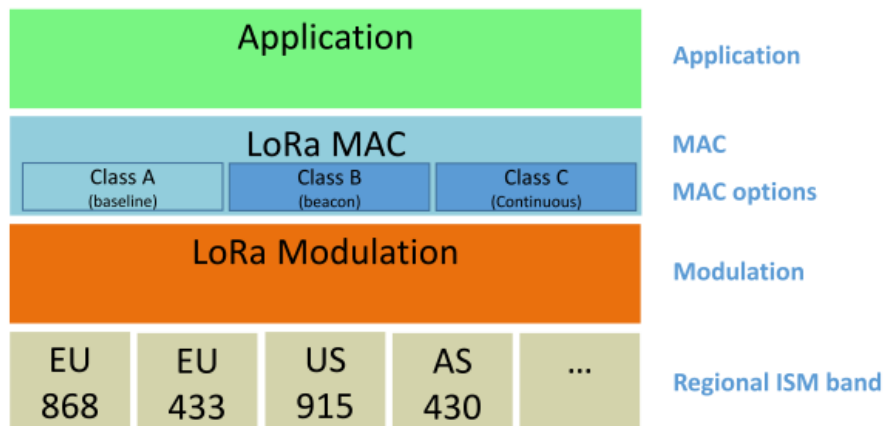 Application
Application
LoRa MAC
MAC
Class A
(baseline)
Class B
(beacon)
Class C
(Continuous)
MAC options
LoRa Modulation
Modulation
EU
868
EU
433
US
915
AS
430
...
Regional ISM band